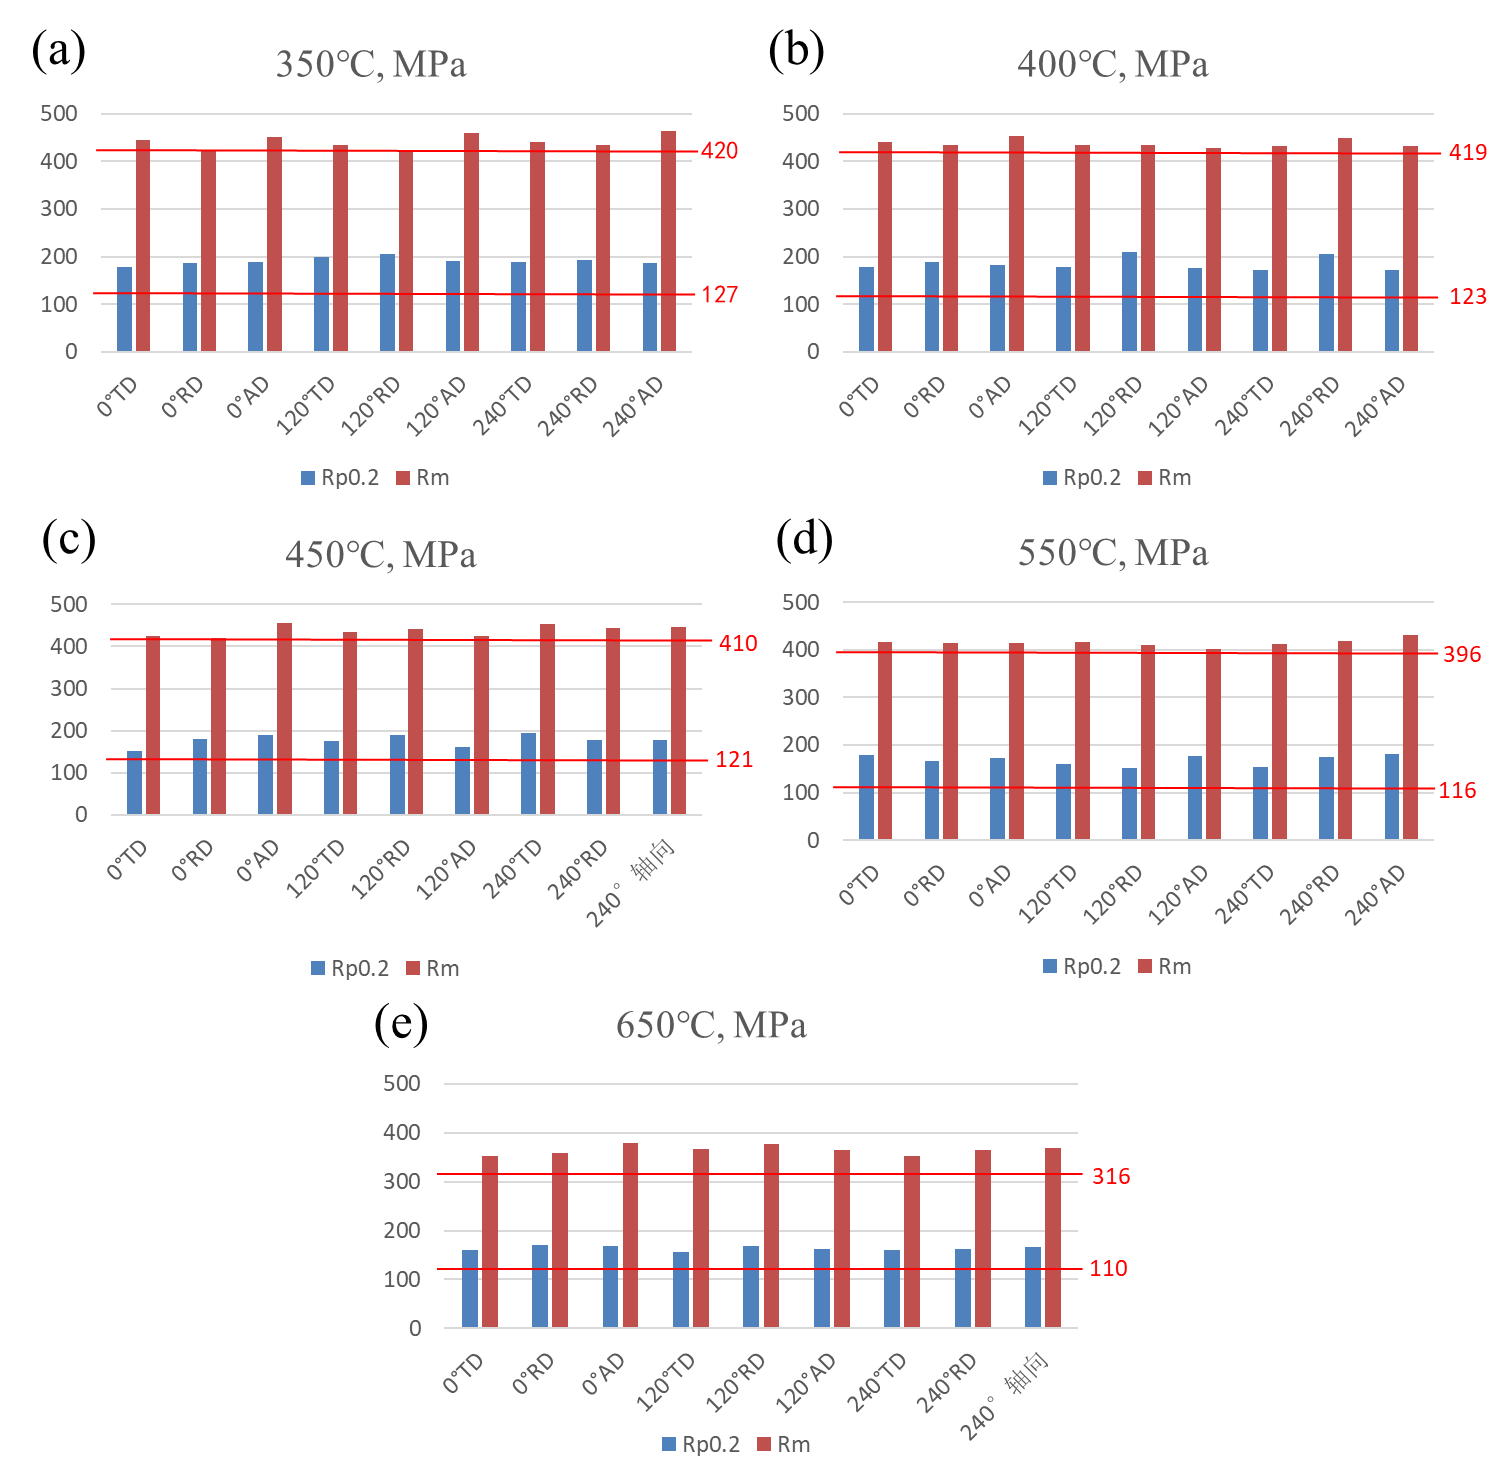 (a)
350℃, MPa
500
400
300
200
100
0
420
127
0°TD
0°RD
0°AD
120°TD
120°RD
120°AD
240°TD
240°RD
240°AD
Rp0.2
Rm
(b)
400℃, MPa
500
400
300
200
100
0
419
123
0°TD
0°RD
0°AD
120°TD
120°RD
120°AD
240°TD
240°RD
240°AD
Rp0.2
Rm
(c)
450℃, MPa
500
400
300
200
100
0
410
121
0°TD
0°RD
0°AD
120°TD
120°RD
120°AD
240°TD
240°RD
240°轴向
Rp0.2
Rm
(d)
550℃, MPa
500
400
300
200
100
0
396
116
0°TD
0°RD
0°AD
120°TD
120°RD
120°AD
240°TD
240°RD
240°AD
Rp0.2
Rm
(e)
650℃, MPa
500
400
300
200
100
0
316
110
0°TD
0°RD
0°AD
120°TD
120°RD
120°AD
240°TD
240°RD
240°轴向
Rp0.2
Rm